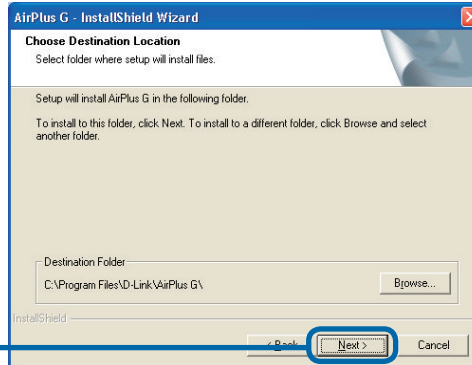 AirPlus G - InstallShield Wizard
Choose Destination Location
Select folder where setup will install files.
Setup will install AirPlus G in the following folder.
To install to this folder, click Next. To install to a different folder, click Browse and select
another folder.
Destination Folder
C:\Program Files\D-Link\AirPlus G\
Browse...
InstallShield
< Back
Next >
Cancel